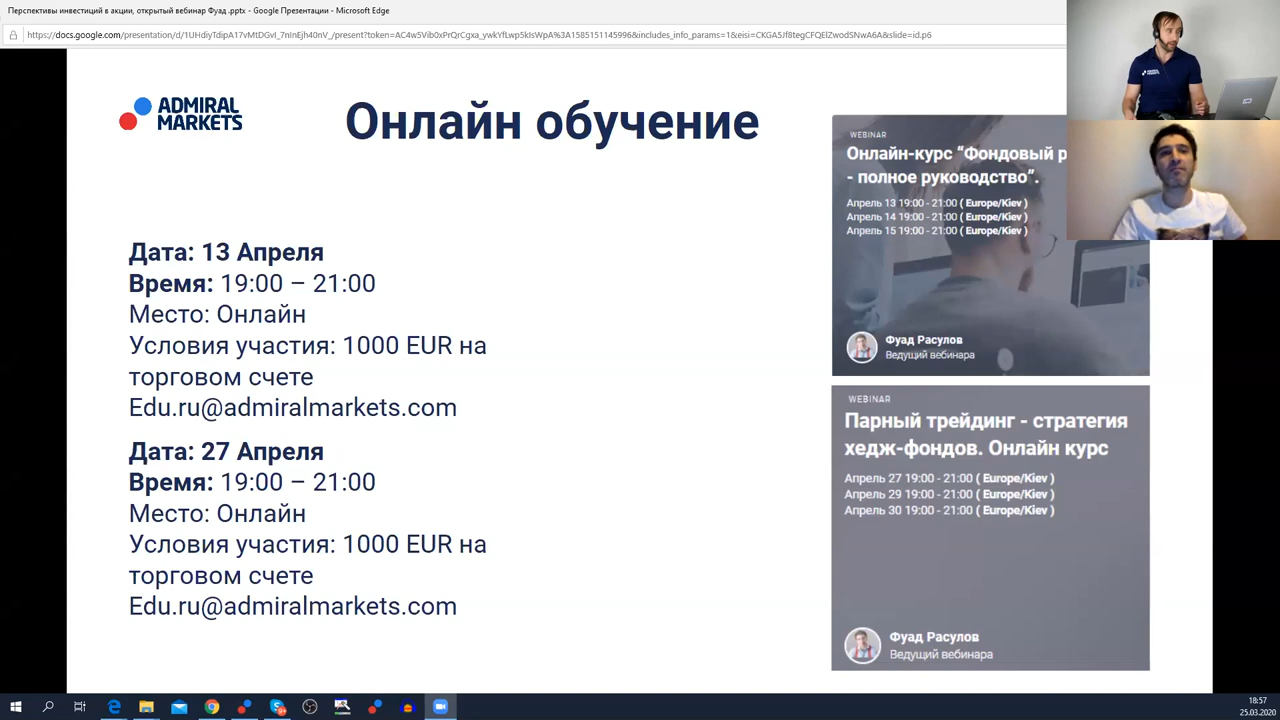 Перспективы инвестиций в акции, открытый вебинар Фуад .pptx - Google Презентации - Microsoft Edge
ADMIRAL
MARKETS
Онлайн обучение
Дата: 13 Апреля
Время: 19:00 – 21:00
Место: Онлайн
Условия участия: 1000 EUR на
торговом счете
Edu.ru@admiralmarkets.com
Дата: 27 Апреля
Время: 19:00 – 21:00
Место: Онлайн
Условия участия: 1000 EUR на
торговом счете
Edu.ru@admiralmarkets.com
WEBINAR
Онлайн-курс “Фондовый
- полное руководство”.
Апрель 13 19:00 - 21:00 ( Europe/Kiev )
Апрель 14 19:00 - 21:00 ( Europe/Kiev )
Апрель 15 19:00 - 21:00 ( Europe/Kiev )
Фуад Расулов
Ведущий вебинара
WEBINAR
Парный трейдинг - стратегия
хедж-фондов. Онлайн курс
Апрель 27 19:00 - 21:00 ( Europe/Kiev )
Апрель 29 19:00 - 21:00 ( Europe/Kiev )
Апрель 30 19:00 - 21:00 ( Europe/Kiev )
Фуад Расулов
Ведущий вебинара
18:57
25.03.2020